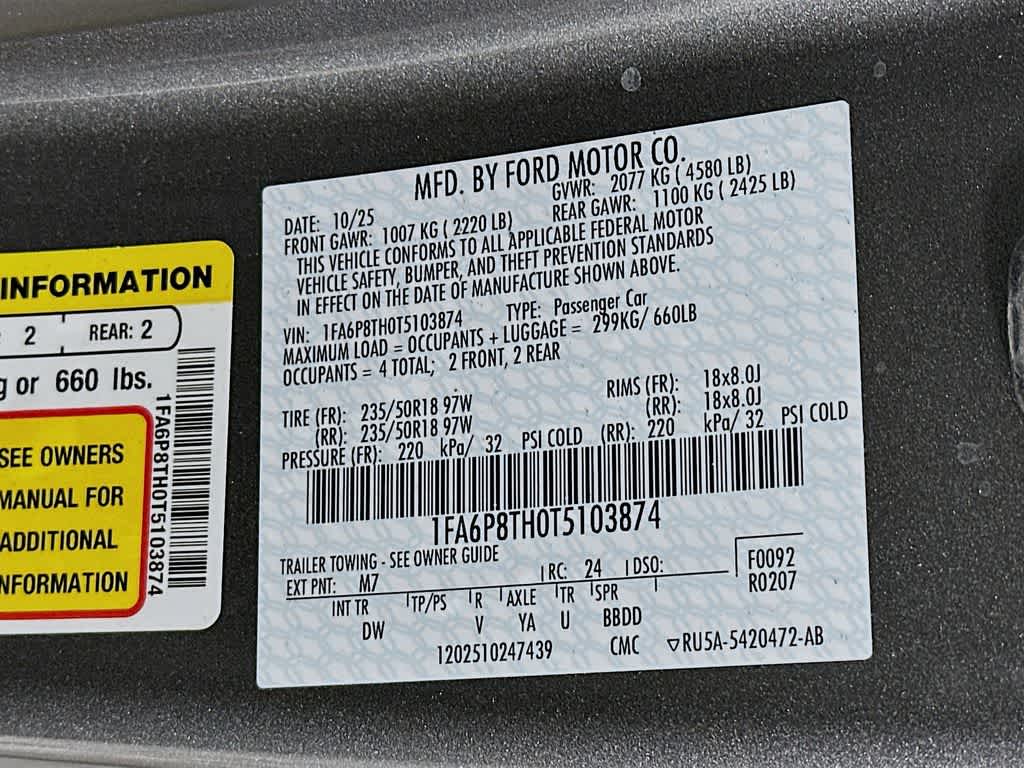 INFORMATION
2 REAR: 2
g or 660 lbs.
SEE OWNERS
MANUAL FOR
ADDITIONAL
INFORMATION
1FA6P8TH0T5103874
MFD. BY FORD MOTOR CO.
DATE: 10/25 GVWR: 2077 KG ( 4580 LB)
FRONT GAWR: 1007 KG ( 2220 LB) REAR GAWR: 1100 KG ( 2425 LB)
THIS VEHICLE CONFORMS TO ALL APPLICABLE FEDERAL MOTOR
VEHICLE SAFETY, BUMPER, AND THEFT PREVENTION STANDARDS
IN EFFECT ON THE DATE OF MANUFACTURE SHOWN ABOVE.
VIN: 1FA6P8TH0T5103874 TYPE: Passenger Car
MAXIMUM LOAD = OCCUPANTS + LUGGAGE = 299KG/ 660LB
OCCUPANTS = 4 TOTAL; 2 FRONT, 2 REAR
TIRE (FR): 235/50R18 97W RIMS (FR): 18x8.0J
(RR): 235/50R18 97W (RR): 18x8.0J
PRESSURE (FR): 220 kPa/ 32 PSI COLD (RR): 220 kPa/ 32 PSI COLD
1FA6P8TH0T5103874
TRAILER TOWING - SEE OWNER GUIDE
EXT PNT: M7 RC: 24 DSO: F0092
R0207
INT TR TP/PS R AXLE TR SPR
DW V YA U BBDD
1202510247439 CMC ▽RU5A-5420472-AB